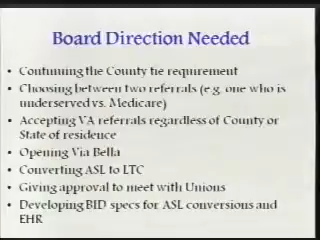 Board Direction Needed
• Continuing the County tie requirement
• Choosing between two referrals (e.g. one who is
underserved vs. Medicare)
• Accepting VA referrals regardless of County or
State of residence
• Opening Via Bella
• Converting ASL to LTC
• Giving approval to meet with Unions
• Developing BID specs for ASL conversions and
EHR